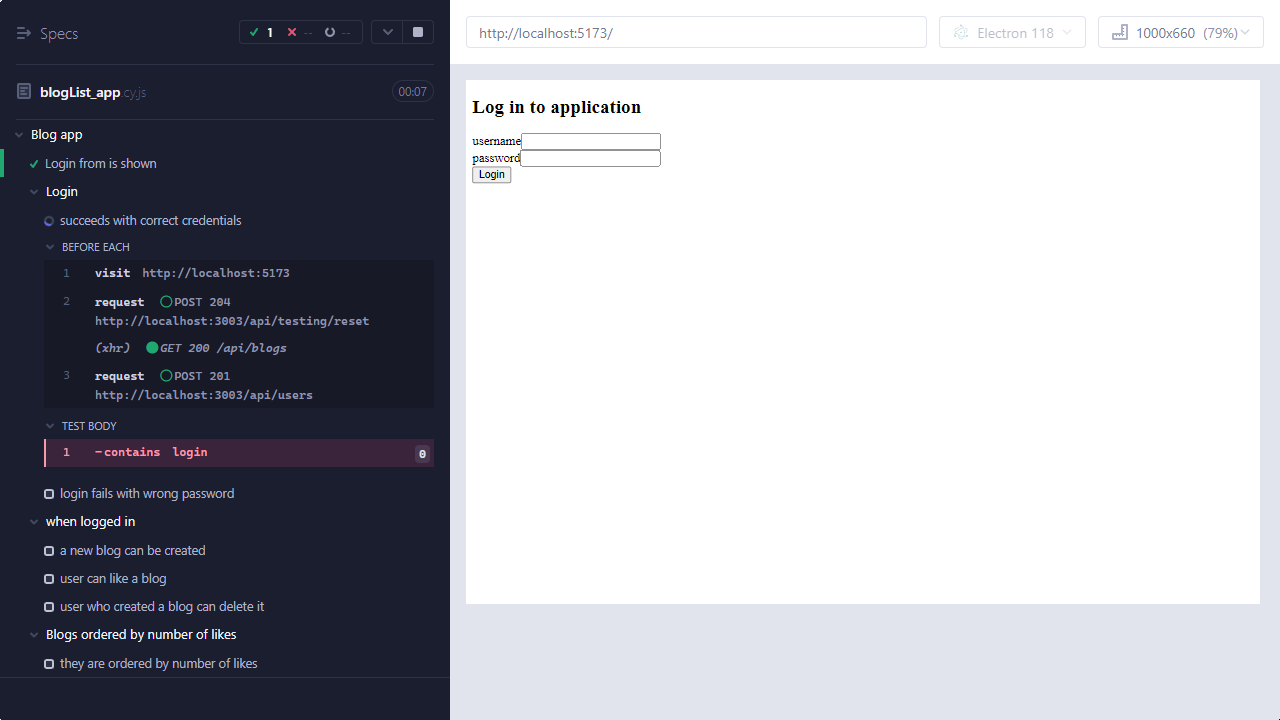 Specs
1 -- --
blogList_app.cy.js
00:07
Blog app
Login from is shown
Login
succeeds with correct credentials
BEFORE EACH
1 visit http://localhost:5173
2 request POST 204
http://localhost:3003/api/testing/reset
(xhr) GET 200 /api/blogs
3 request POST 201
http://localhost:3003/api/users
TEST BODY
1 -contains login 0
login fails with wrong password
when logged in
a new blog can be created
user can like a blog
user who created a blog can delete it
Blogs ordered by number of likes
they are ordered by number of likes
http://localhost:5173/
Electron 118
1000x660 (79%)
Log in to application
username
password
Login